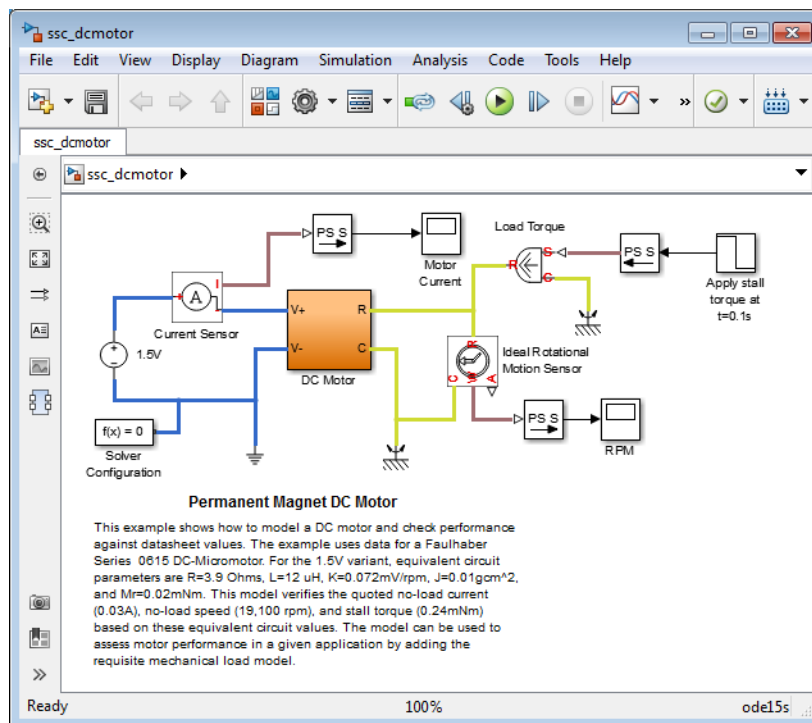 ssc_dcmotor
File Edit View Display Diagram Simulation Analysis Code Tools Help
»
ssc_dcmotor
ssc_dcmotor
Load Torque
PS S
PS S
S
R
C
Motor
Current
Apply stall
torque at
t=0.1s
I
A
Current Sensor
V+
R
V-
C
DC Motor
1.5V
R
Ideal Rotational
Motion Sensor
C
W
A
PS S
RPM
f(x) = 0
Solver
Configuration
Permanent Magnet DC Motor
This example shows how to model a DC motor and check performance
against datasheet values. The example uses data for a Faulhaber
Series 0615 DC-Micromotor. For the 1.5V variant, equivalent circuit
parameters are R=3.9 Ohms, L=12 uH, K=0.072mV/rpm, J=0.01gcm^2,
and Mr=0.02mNm. This model verifies the quoted no-load current
(0.03A), no-load speed (19,100 rpm), and stall torque (0.24mNm)
based on these equivalent circuit values. The model can be used to
assess motor performance in a given application by adding the
requisite mechanical load model.
»
Ready 100% ode15s